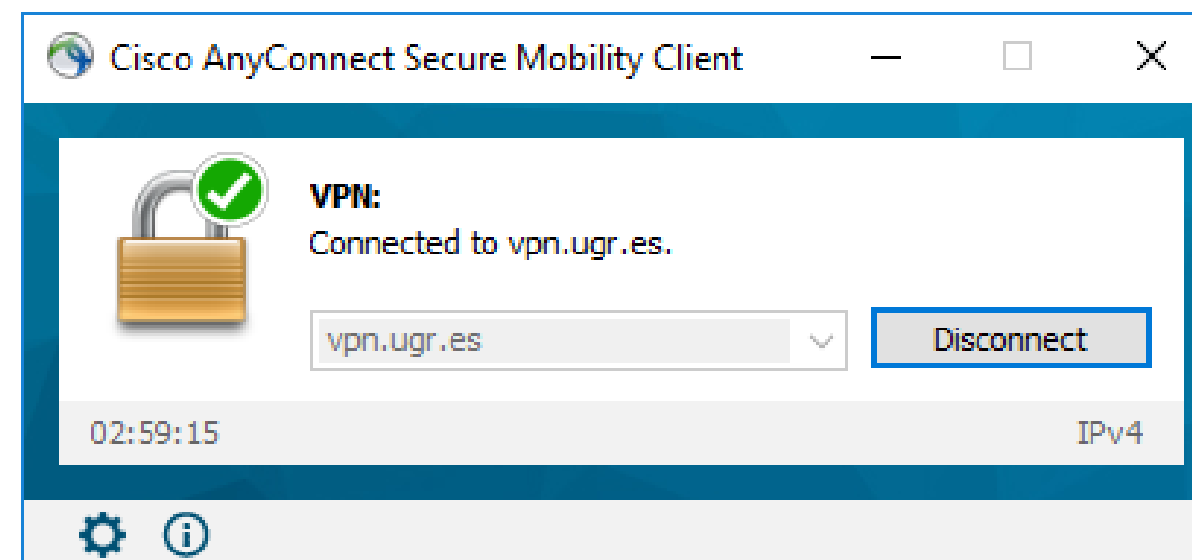 Cisco AnyConnect Secure Mobility Client
VPN:
Connected to vpn.ugr.es.
vpn.ugr.es
Disconnect
02:59:15
IPv4